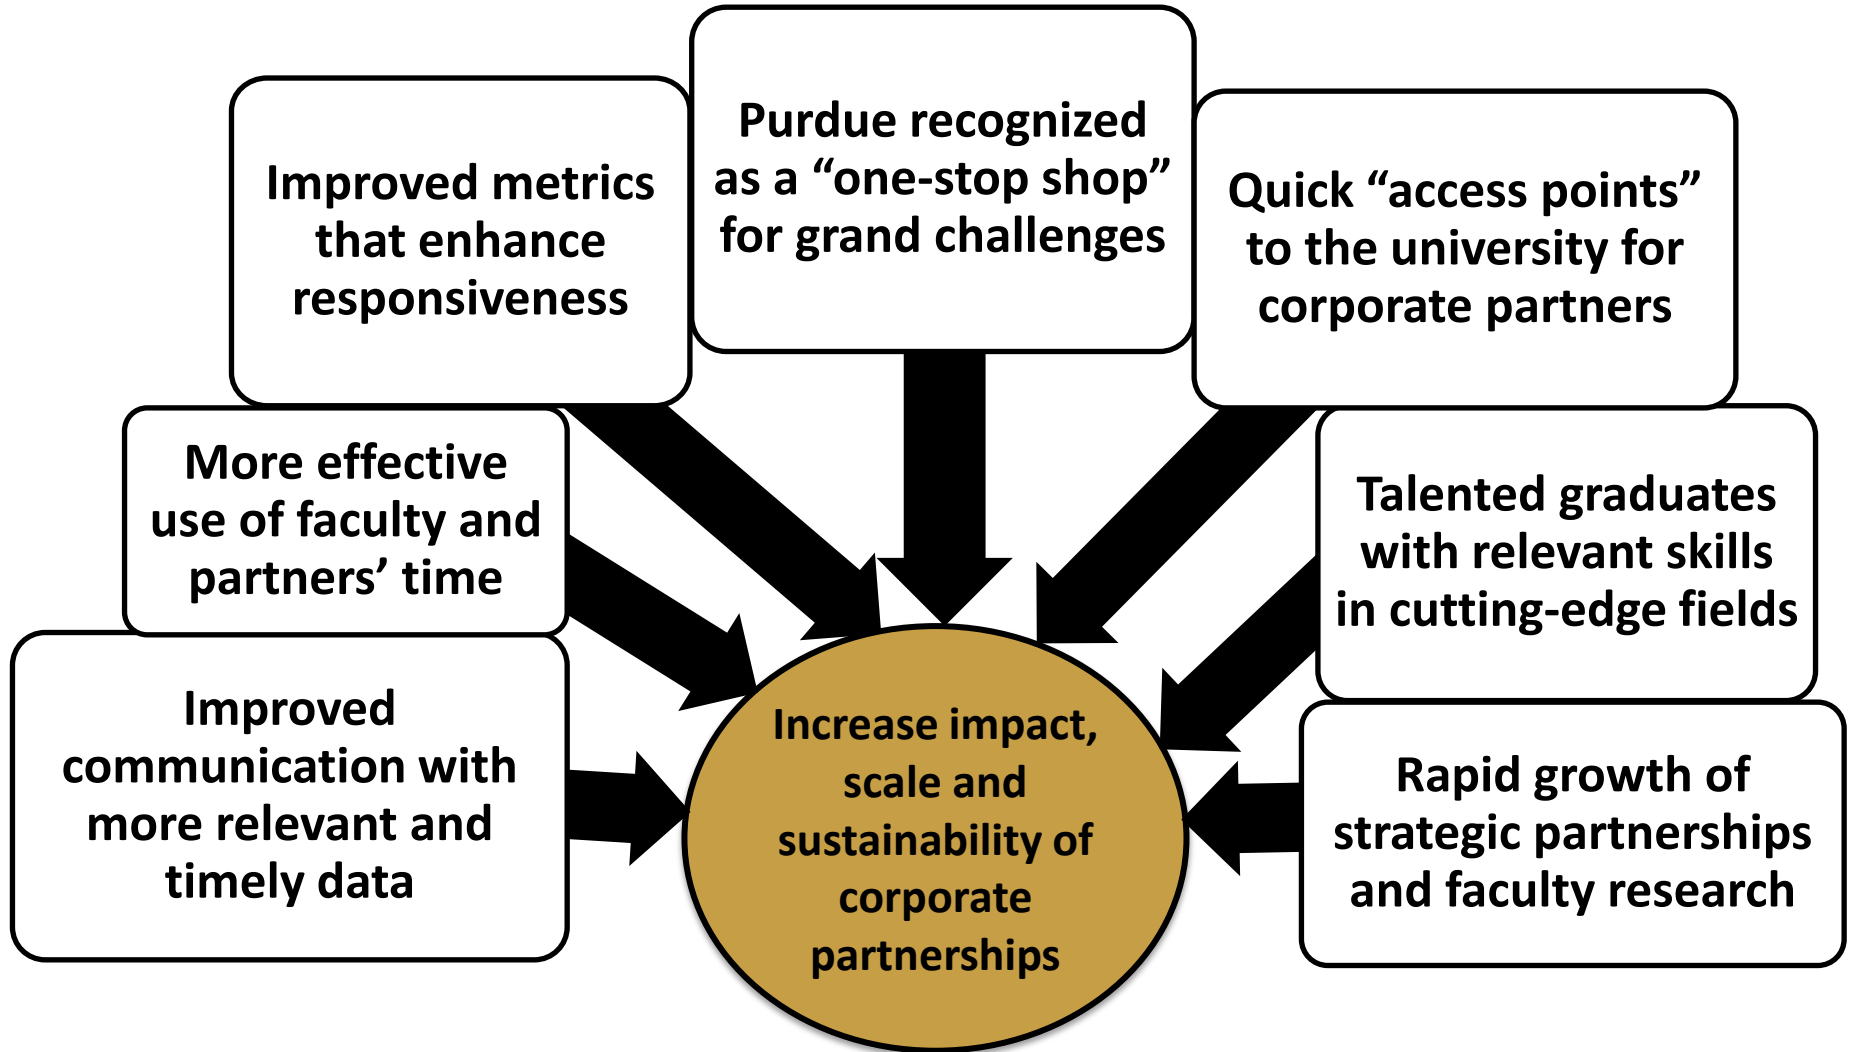 Purdue recognized
as a “one-stop shop”
for grand challenges
Improved metrics
that enhance
responsiveness
Quick “access points”
to the university for
corporate partners
More effective
use of faculty and
partners’ time
Talented graduates
with relevant skills
in cutting-edge fields
Improved
communication with
more relevant and
timely data
Increase impact,
scale and
sustainability of
corporate
partnerships
Rapid growth of
strategic partnerships
and faculty research